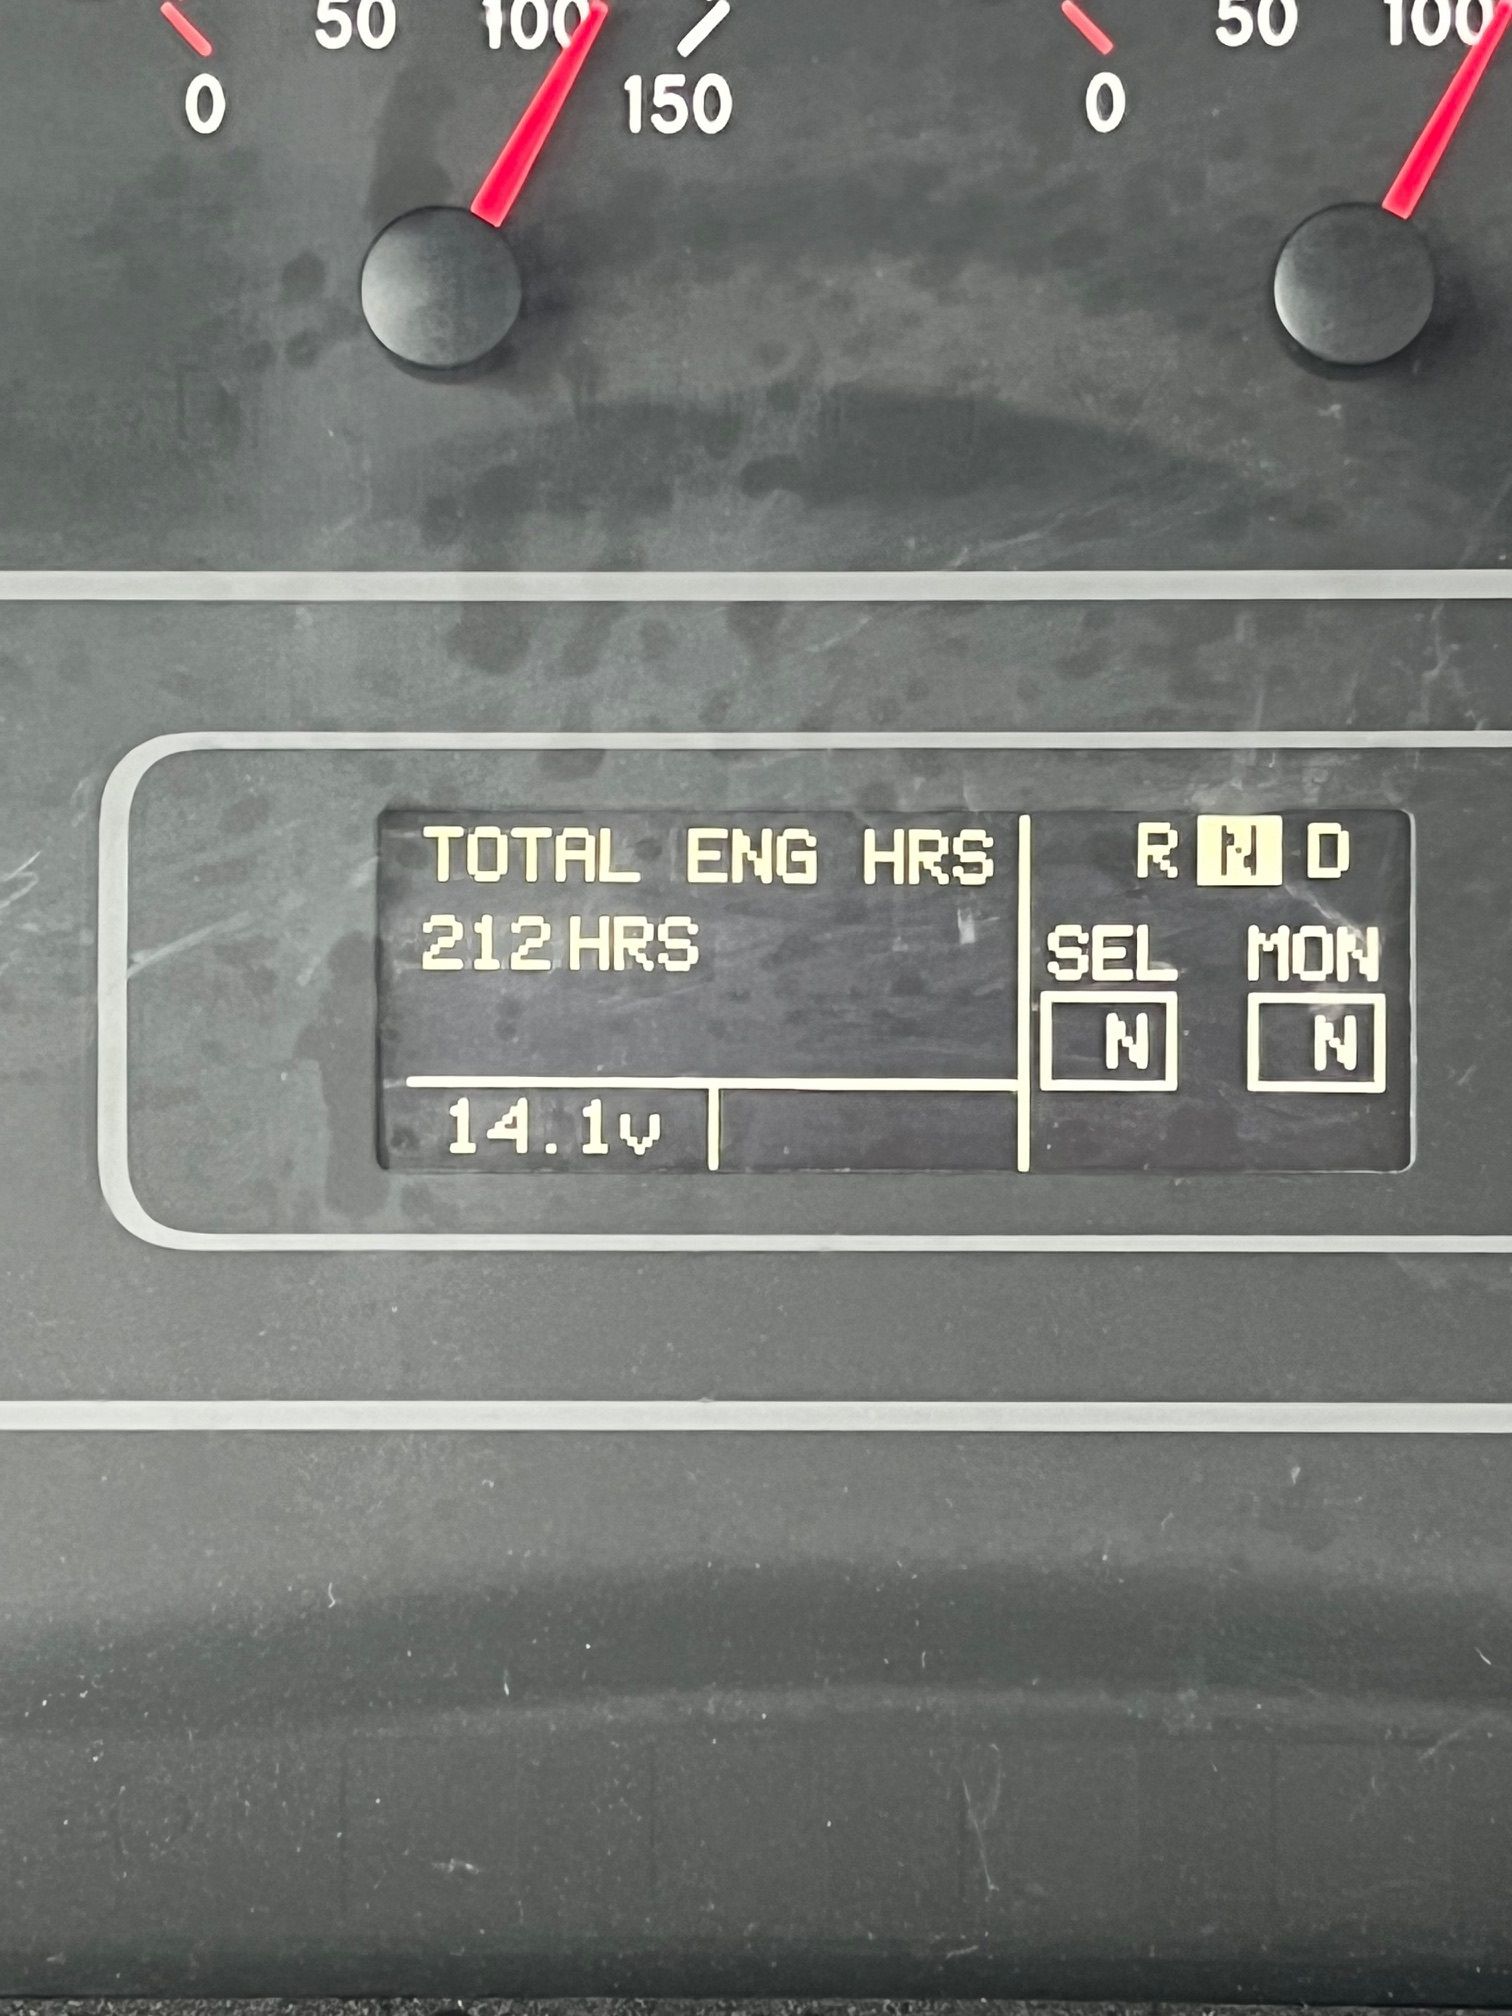 0 50 100 150 0 50 100
TOTAL ENG HRS
212 HRS
14.1v
R N D
SEL MON
N N